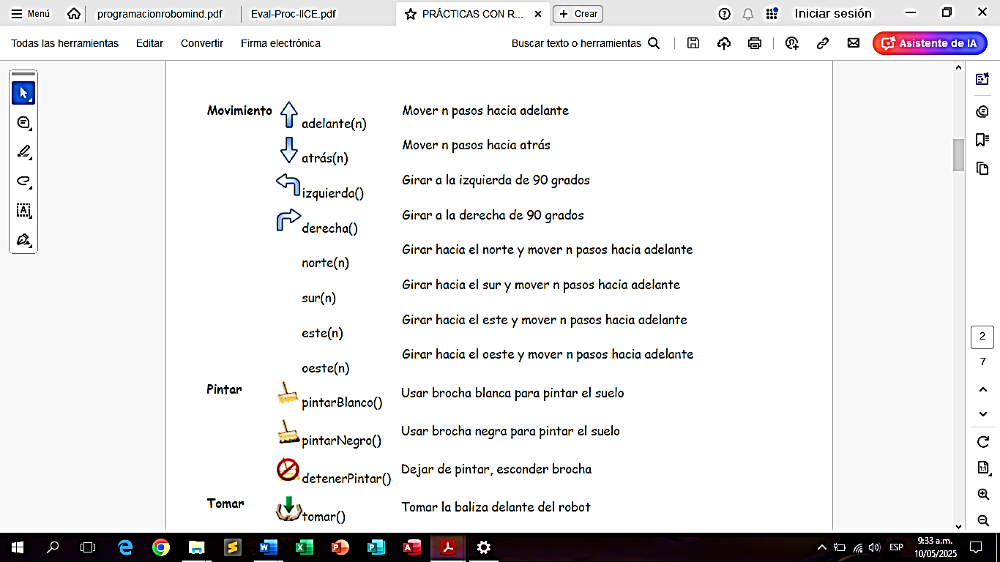 Menú
programacionrobomind.pdf
Eval-Proc-IICE.pdf
PRÁCTICAS CON R...
Crear
Iniciar sesión
Todas las herramientas
Editar
Convertir
Firma electrónica
Buscar texto o herramientas
Asistente de IA
Movimiento adelante(n) Mover n pasos hacia adelante
atrás(n) Mover n pasos hacia atrás
izquierda() Girar a la izquierda de 90 grados
derecha() Girar a la derecha de 90 grados
norte(n) Girar hacia el norte y mover n pasos hacia adelante
sur(n) Girar hacia el sur y mover n pasos hacia adelante
este(n) Girar hacia el este y mover n pasos hacia adelante
oeste(n) Girar hacia el oeste y mover n pasos hacia adelante
Pintar pintarBlanco() Usar brocha blanca para pintar el suelo
pintarNegro() Usar brocha negra para pintar el suelo
detenerPintar() Dejar de pintar, esconder brocha
Tomar tomar() Tomar la baliza delante del robot
2
7
1:1
ESP
9:33 a.m.
10/05/2025